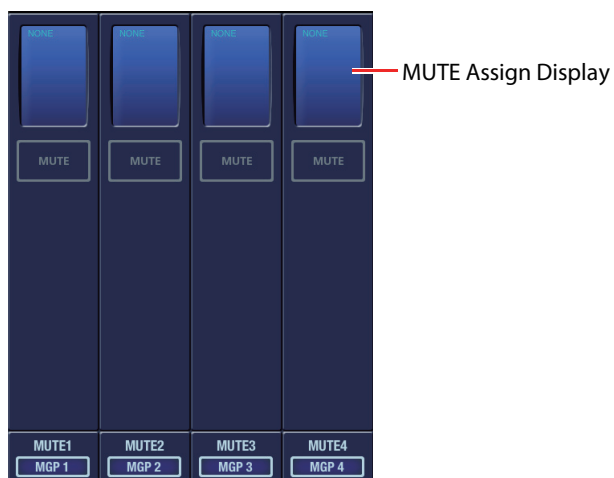 NONE NONE NONE NONE
MUTE Assign Display
MUTE MUTE MUTE MUTE
MUTE1 MUTE2 MUTE3 MUTE4
MGP 1 MGP 2 MGP 3 MGP 4